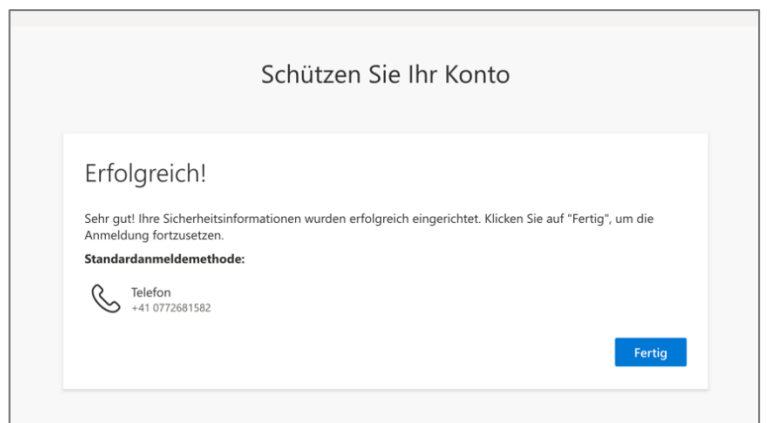 Schützen Sie Ihr Konto
Erfolgreich!
Sehr gut! Ihre Sicherheitsinformationen wurden erfolgreich eingerichtet. Klicken Sie auf "Fertig", um die
Anmeldung fortzusetzen.
Standardanmeldemethode:
Telefon
+41 0772681582
Fertig